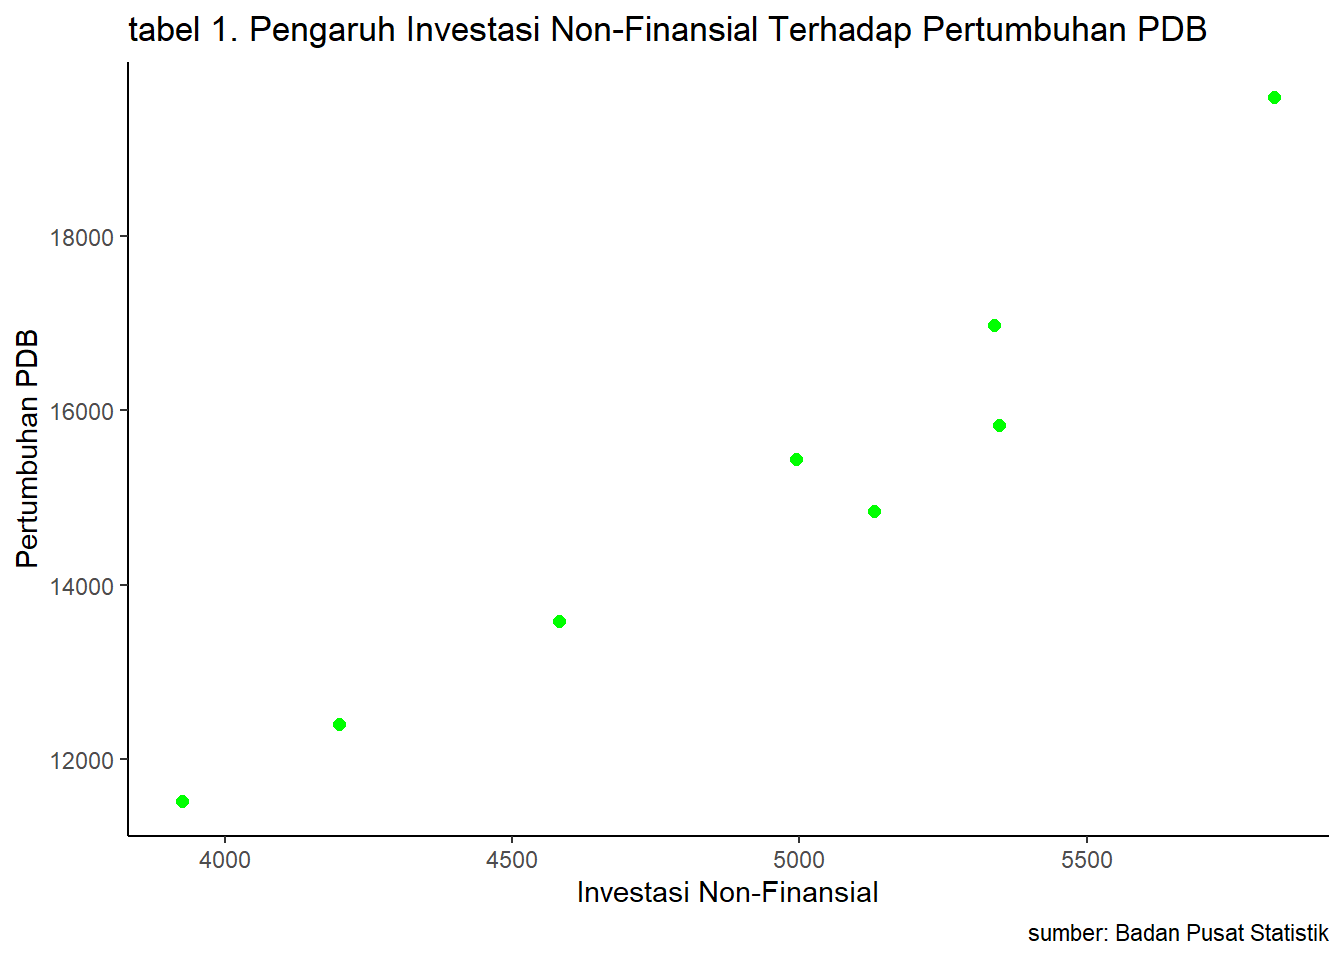 tabel 1. Pengaruh Investasi Non-Finansial Terhadap Pertumbuhan PDB
Pertumbuhan PDB
18000
16000
14000
12000
4000 4500 5000 5500
Investasi Non-Finansial
sumber: Badan Pusat Statistik